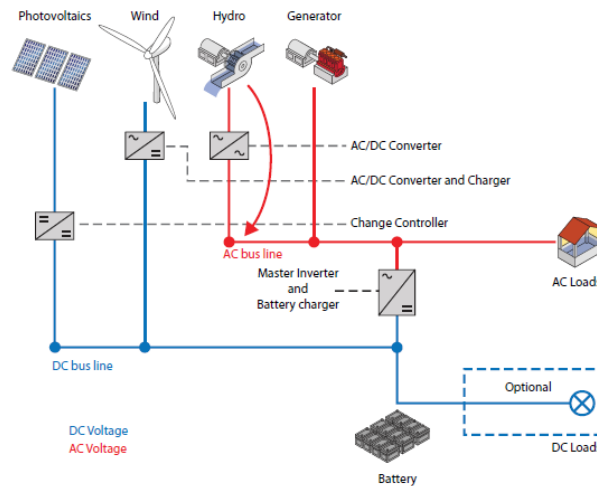 Photovoltaics
Wind
Hydro
Generator
AC/DC Converter
AC/DC Converter and Charger
Change Controller
AC bus line
Master Inverter
and
Battery charger
AC Loads
DC bus line
Optional
DC Voltage
AC Voltage
Battery
DC Load